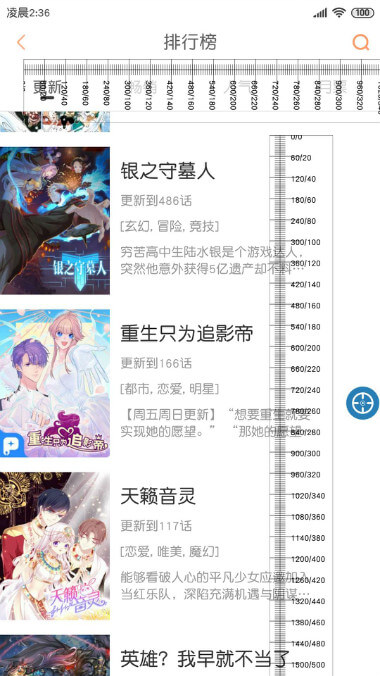 凌晨2:36
100
排行榜
更新
0/0
60/20
120/40
180/60
240/80
300/100
360/120
420/140
480/160
540/180
600/200
660/220
720/240
780/260
840/280
900/300
960/320
银之守墓人
更新到486话
[玄幻, 冒险, 竞技]
穷苦高中生陆水银是个游戏达人,
突然他意外获得5亿遗产却不料…
银之守墓人
重生只为追影帝
更新到166话
[都市, 恋爱, 明星]
【周五周日更新】“想要重生就要
实现她的愿望。” “那她的愿望…
重生只为追影帝
天籁音灵
更新到117话
[恋爱, 唯美, 魔幻]
能够看破人心的平凡少女应邀加入
当红乐队，深陷充满机遇与阴谋…
天籁音灵
英雄？我早就不当了
0/0
60/20
120/40
180/60
240/80
300/100
360/120
420/140
480/160
540/180
600/200
660/220
720/240
780/260
840/280
900/300
960/320
1020/340
1080/360
1140/380
1200/400
1260/420
1320/440
1380/460
1440/480
1500/500